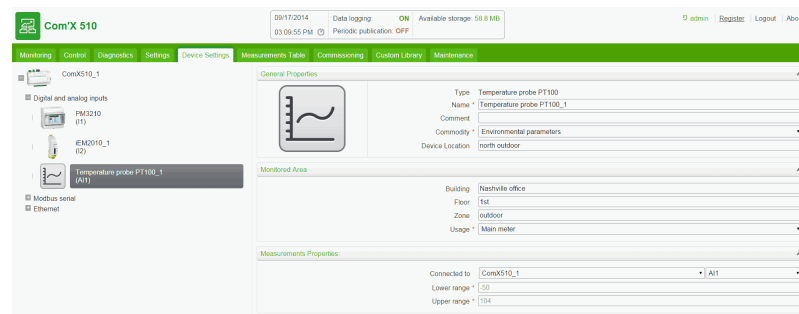 Com'X 510
09/17/2014 Data logging: ON Available storage: 58.8 MB
03:09:55 PM Periodic publication: OFF
admin Register Logout Abo
Monitoring Control Diagnostics Settings Device Settings Measurements Table Commissioning Custom Library Maintenance
ComX510_1
Digital and analog inputs
PM3210
(I1)
iEM2010_1
(I2)
Temperature probe PT100_1
(AI1)
Modbus serial
Ethernet
General Properties
Type Temperature probe PT100
Name * Temperature probe PT100_1
Comment
Commodity * Environmental parameters
Device Location north outdoor
Monitored Area
Building Nashville office
Floor 1st
Zone outdoor
Usage * Main meter
Measurements Properties
Connected to ComX510_1 AI1
Lower range * -50
Upper range * 104